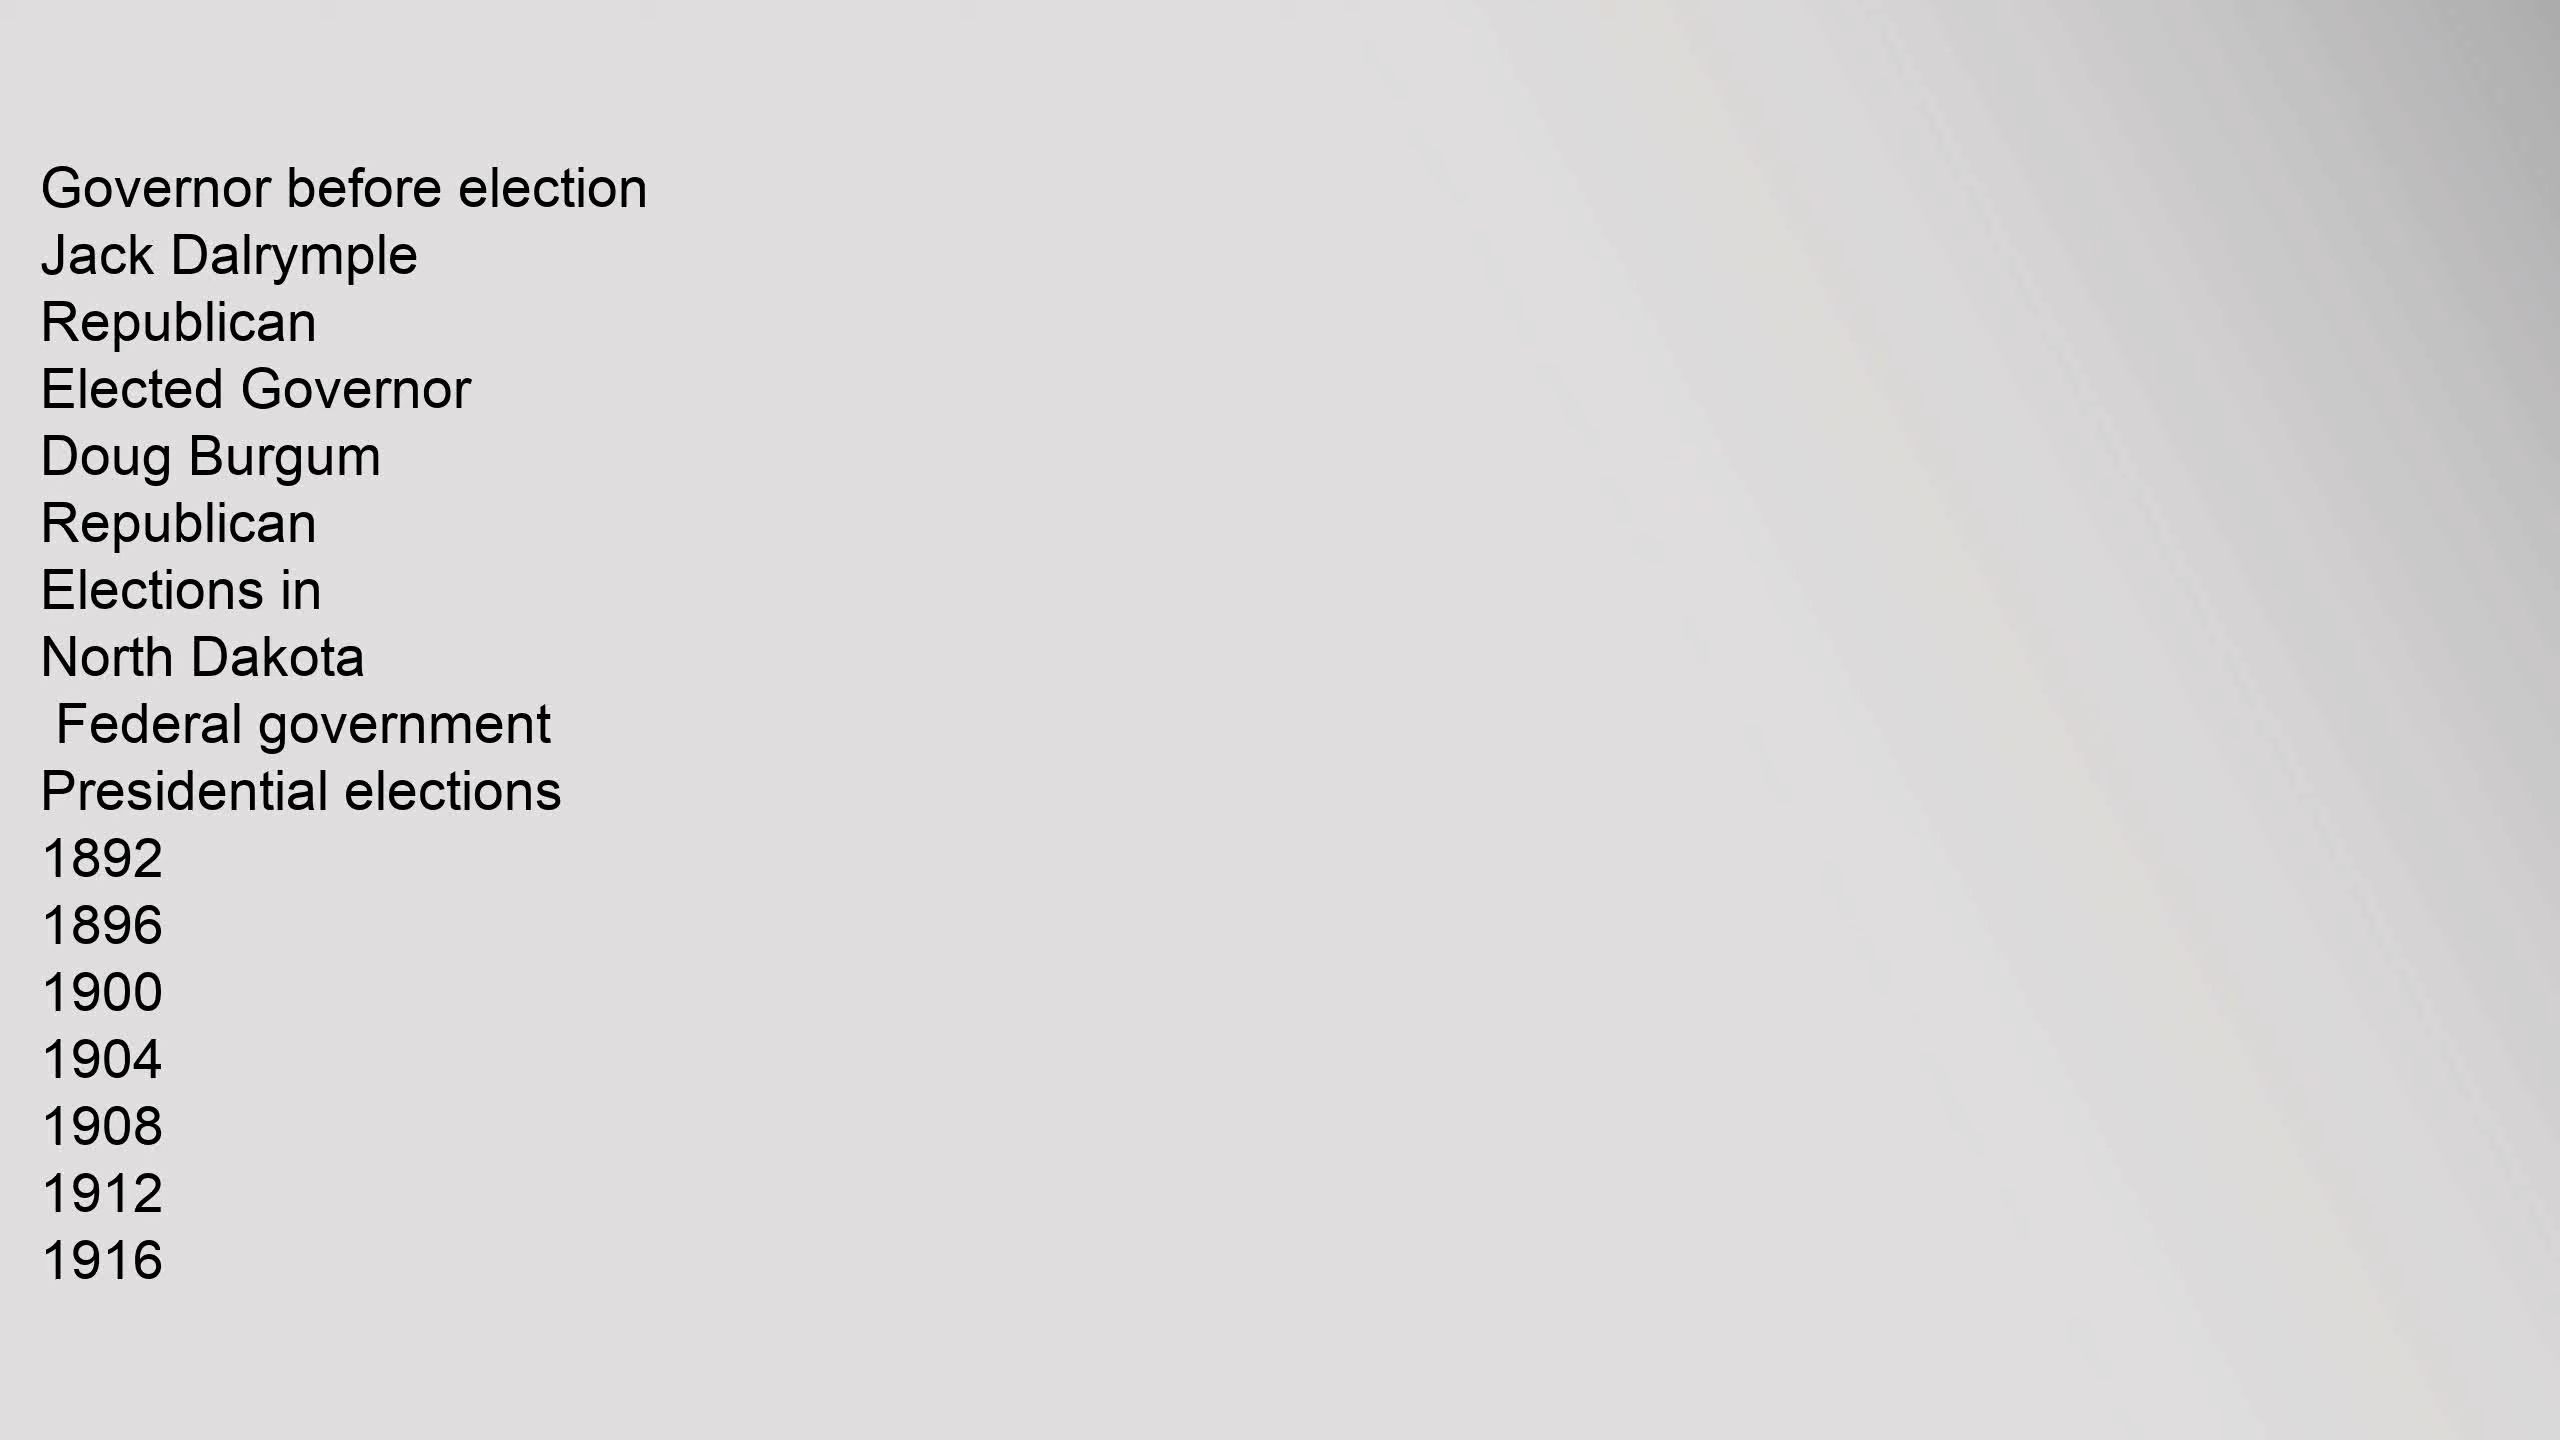 Governor before election
Jack Dalrymple
Republican
Elected Governor
Doug Burgum
Republican
Elections in
North Dakota
Federal government
Presidential elections
1892
1896
1900
1904
1908
1912
1916